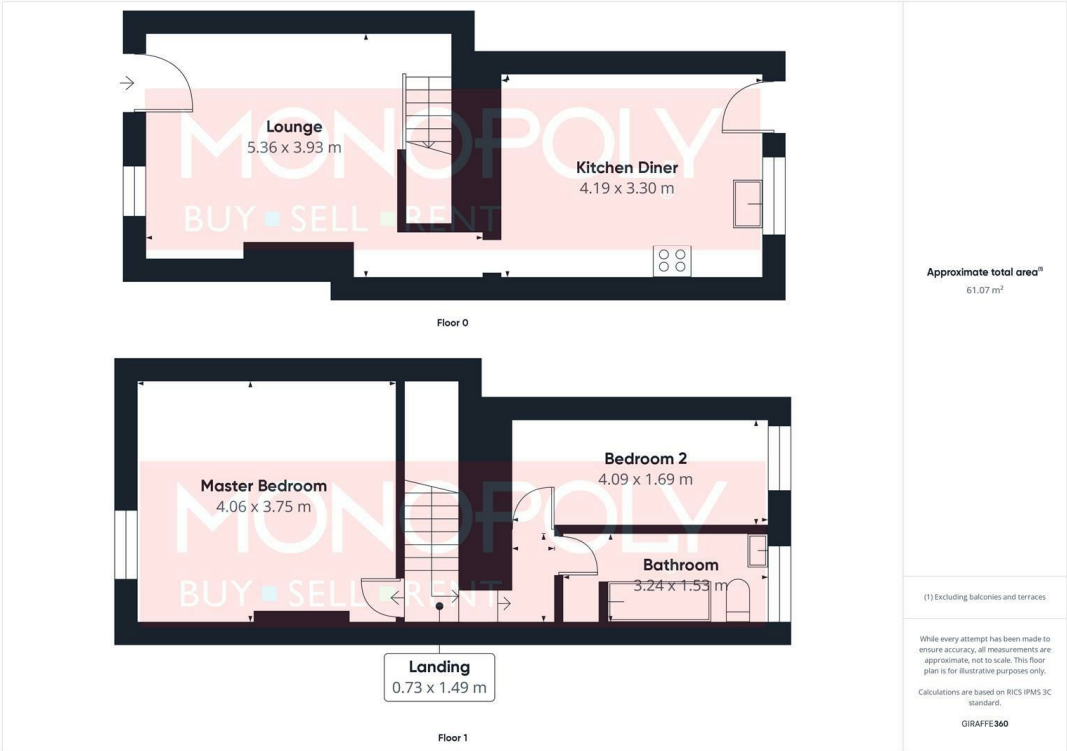 Lounge
5.36 x 3.93 m
Kitchen Diner
4.19 x 3.30 m
MONOPOLY
BUY SELL RENT
Floor 0
Master Bedroom
4.06 x 3.75 m
Bedroom 2
4.09 x 1.69 m
Bathroom
3.24 x 1.53 m
MONOPOLY
BUY SELL RENT
Landing
0.73 x 1.49 m
Floor 1
Approximate total area(1)
61.07 m²
(1) Excluding balconies and terraces
While every attempt has been made to
ensure accuracy, all measurements are
approximate, not to scale. This floor
plan is for illustrative purposes only.
Calculations are based on RICS IPMS 3C
standard.
GIRAFFE360